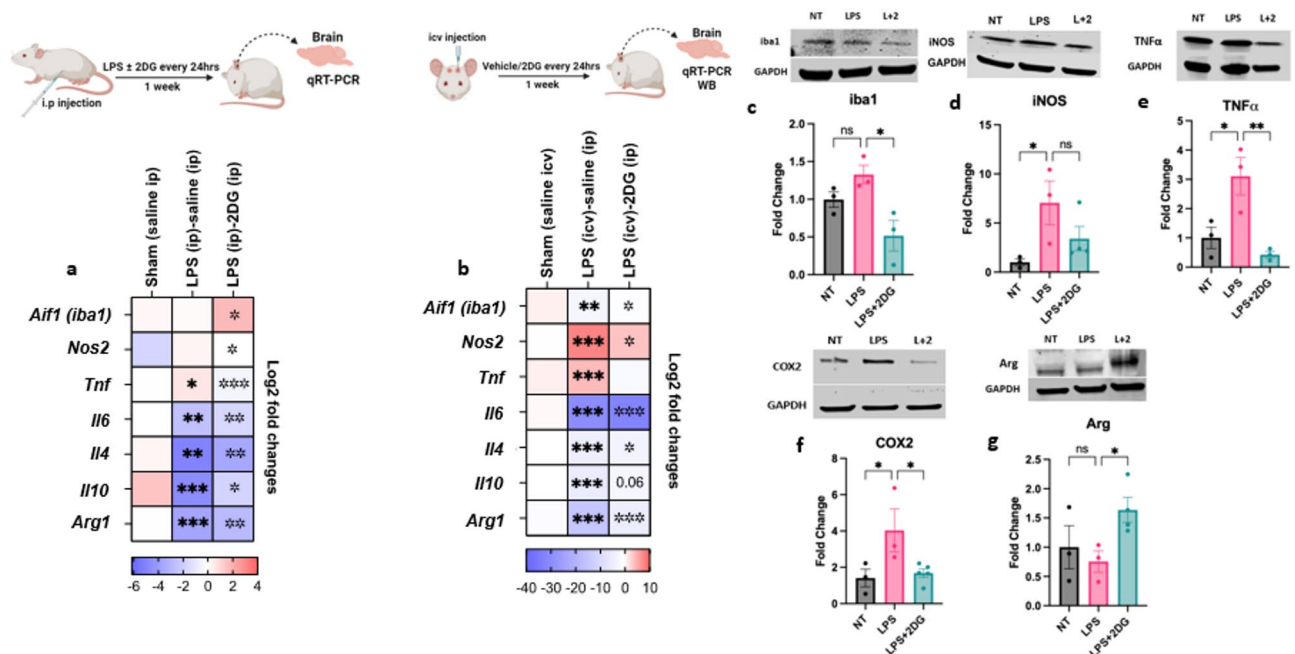 Brain
LPS ± 2DG every 24hrs
qRT-PCR
1 week
i.p injection
icv injection
Brain
Vehicle/2DG every 24hrs
qRT-PCR
1 week
WB
a
Sham (saline ip)
LPS (ip)-saline (ip)
LPS (ip)-2DG (ip)
Aif1 (iba1)
*
Nos2
*
Tnf
* ***
Il6
** **
Il4
** **
Il10
*** *
Arg1
*** **
Log2 fold changes
-6 -4 -2 0 2 4
b
Sham (saline icv)
LPS (icv)-saline (ip)
LPS (icv)-2DG (ip)
Aif1 (iba1)
** *
Nos2
*** *
Tnf
***
Il6
*** ***
Il4
*** *
Il10
*** 0.06
Arg1
*** ***
Log2 fold changes
-40 -30 -20 -10 0 10
NT LPS L+2
iba1
GAPDH
c
iba1
ns *
Fold Change
2.0
1.5
1.0
0.5
0.0
NT LPS LPS+2DG
NT LPS L+2
iNOS
GAPDH
d
iNOS
* ns
Fold Change
15
10
5
0
NT LPS LPS+2DG
NT LPS L+2
TNFα
GAPDH
e
TNFα
* **
Fold Change
5
4
3
2
1
0
NT LPS LPS+2DG
NT LPS L+2
COX2
GAPDH
f
COX2
* *
Fold Change
8
6
4
2
0
NT LPS LPS+2DG
NT LPS L+2
Arg
GAPDH
g
Arg
ns *
Fold Change
2.5
2.0
1.5
1.0
0.5
0.0
NT LPS LPS+2DG